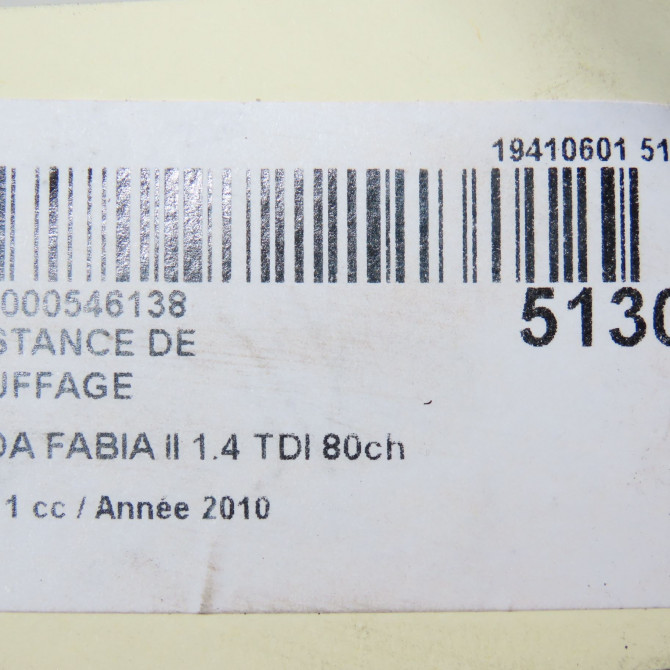 19410601 51
000546138
5130
STANCE DE
UFFAGE
DA FABIA II 1.4 TDI 80ch
1 cc / Année 2010